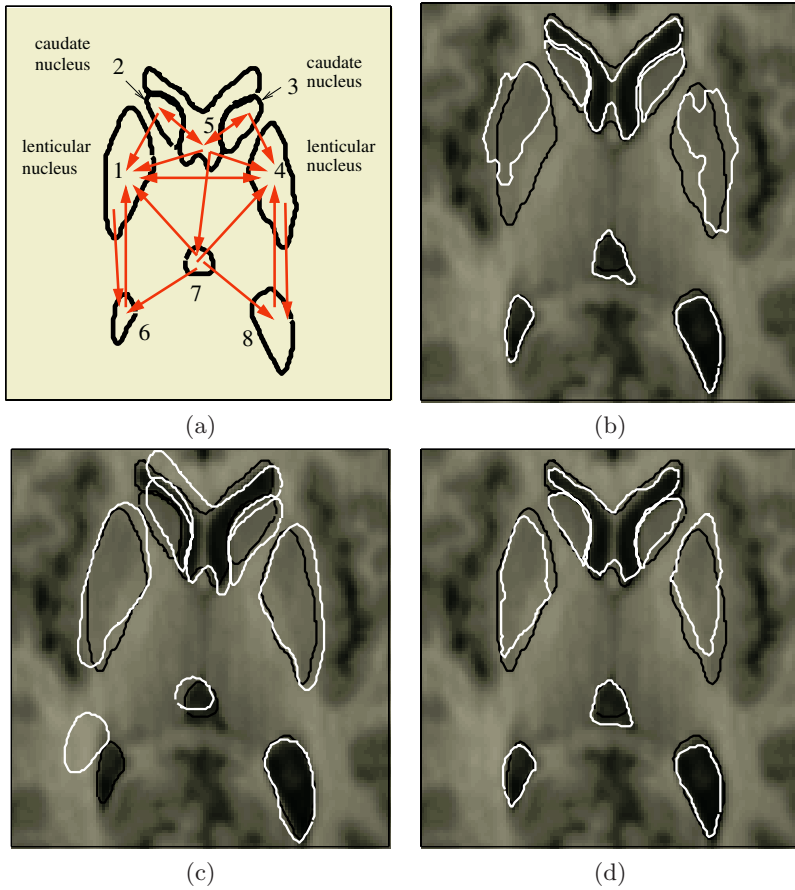 caudate
nucleus
2
caudate
nucleus
3
5
lenticular
nucleus
1
lenticular
nucleus
4
7
6
8
(a)
(b)
(c)
(d)